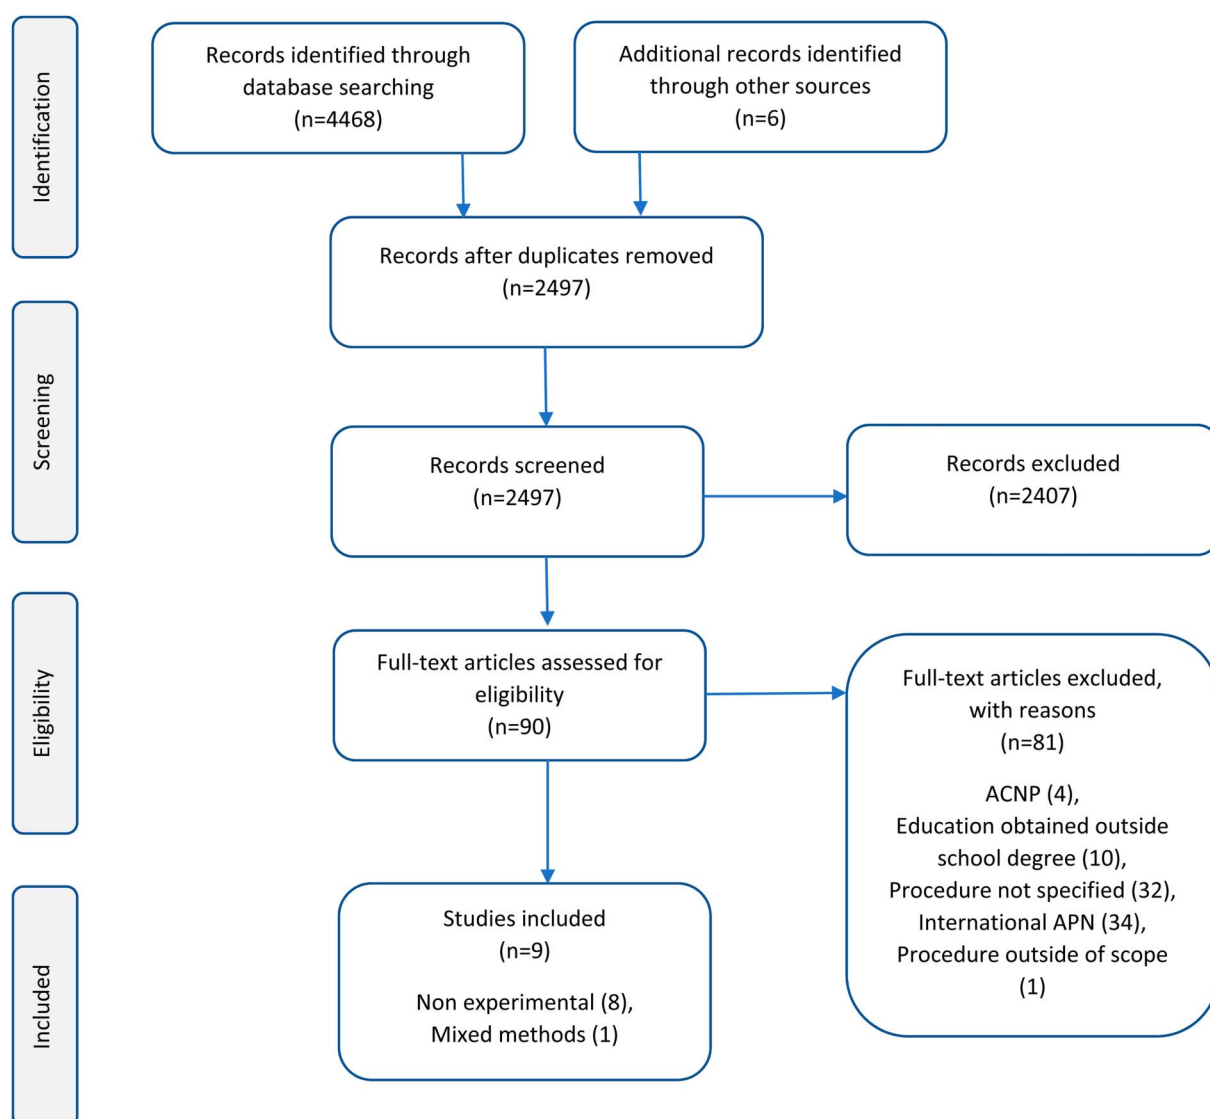 Identification
Records identified through
database searching
(n=4468)
Additional records identified
through other sources
(n=6)
Records after duplicates removed
(n=2497)
Screening
Records screened
(n=2497)
Records excluded
(n=2407)
Eligibility
Full-text articles assessed for
eligibility
(n=90)
Full-text articles excluded,
with reasons
(n=81)
ACNP (4),
Education obtained outside
school degree (10),
Procedure not specified (32),
International APN (34),
Procedure outside of scope
(1)
Included
Studies included
(n=9)
Non experimental (8),
Mixed methods (1)